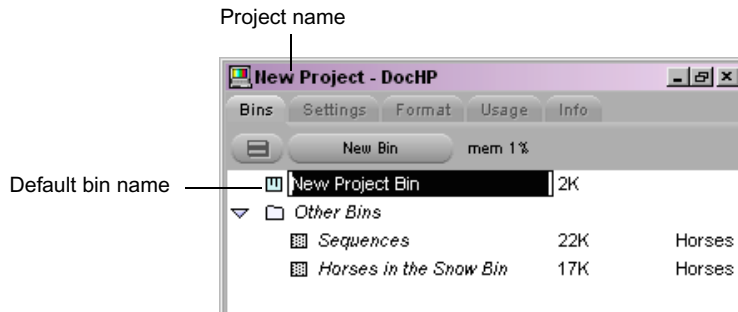 Project name
New Project - DocHP
Bins Settings Format Usage Info
New Bin mem 1%
Default bin name New Project Bin 2K
Other Bins
Sequences 22K Horses
Horses in the Snow Bin 17K Horses